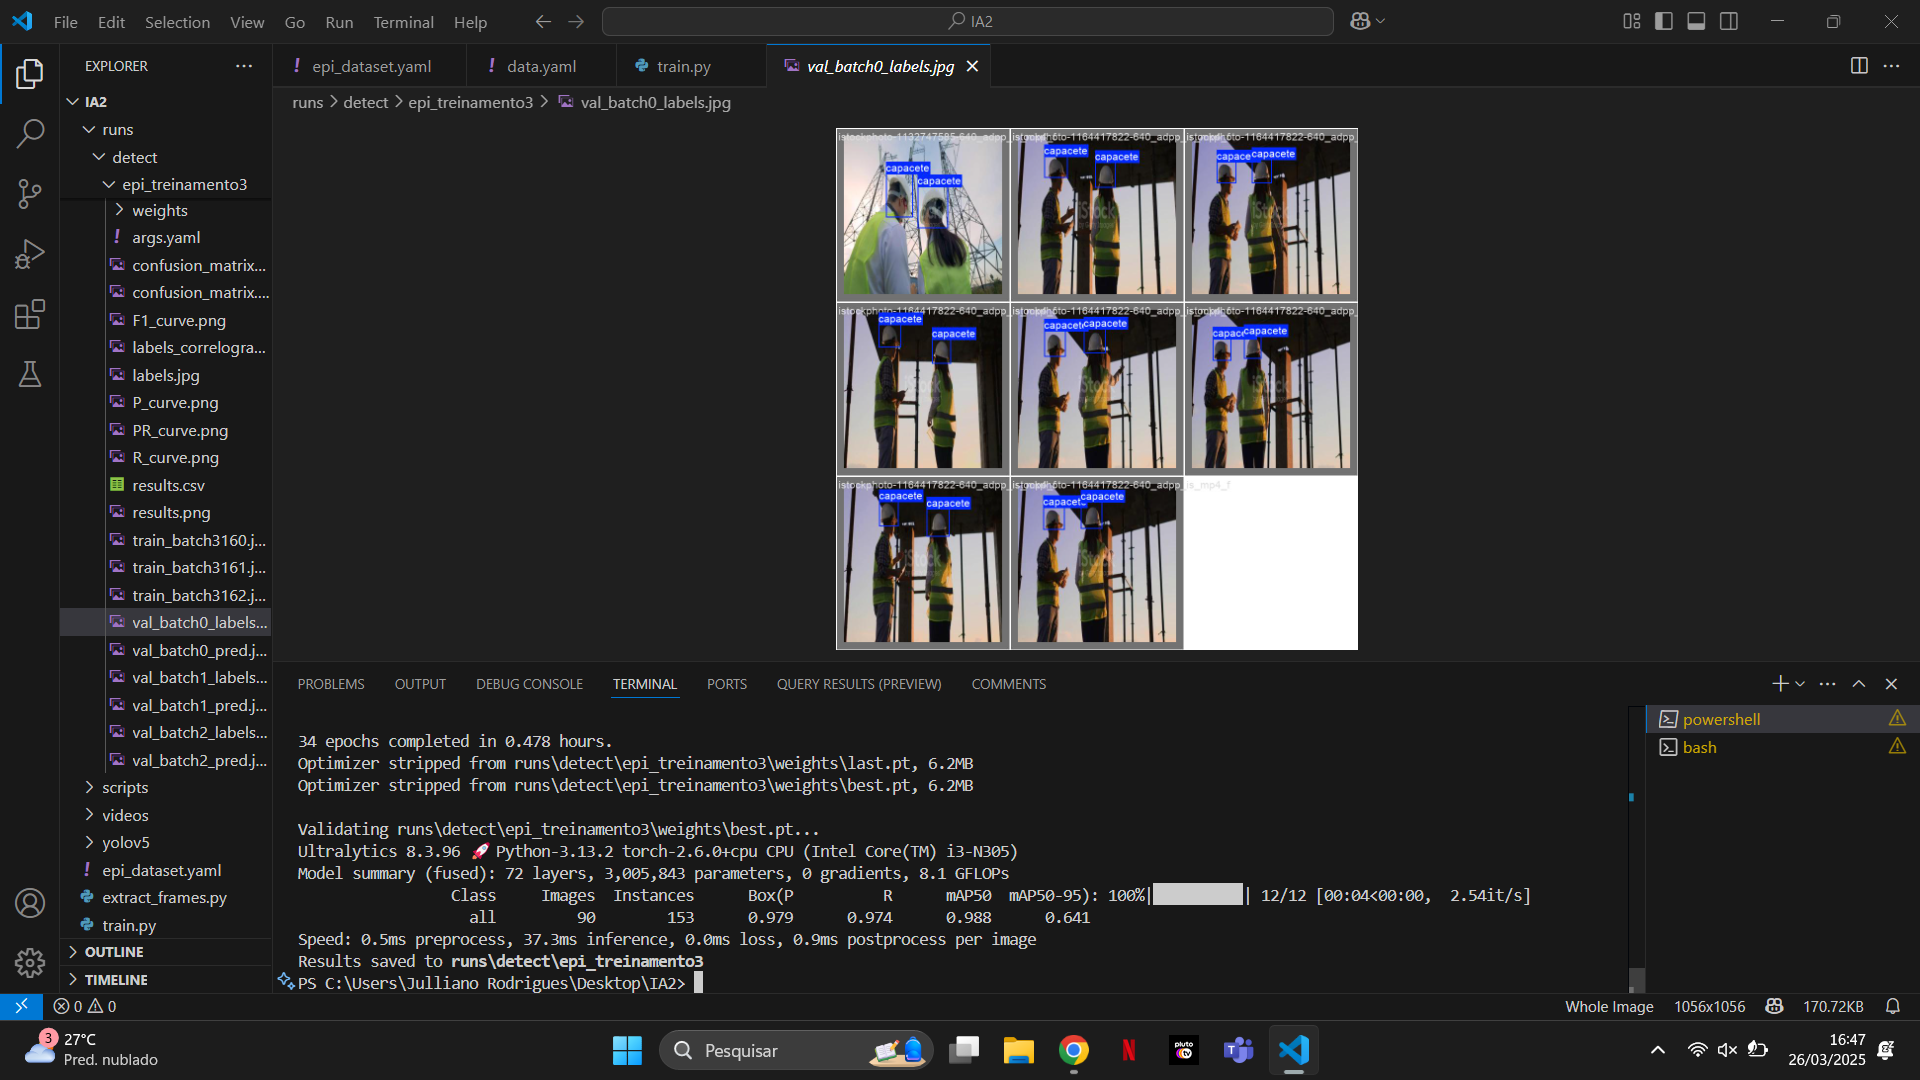 File Edit Selection View Go Run Terminal Help
IA2
EXPLORER
IA2
runs
detect
epi_treinamento3
weights
args.yaml
confusion_matrix...
confusion_matrix....
F1_curve.png
labels_correlogra...
labels.jpg
P_curve.png
PR_curve.png
R_curve.png
results.csv
results.png
train_batch3160.j...
train_batch3161.j...
train_batch3162.j...
val_batch0_labels...
val_batch0_pred.j...
val_batch1_labels...
val_batch1_pred.j...
val_batch2_labels...
val_batch2_pred.j...
scripts
videos
yolov5
epi_dataset.yaml
extract_frames.py
train.py
OUTLINE
TIMELINE
epi_dataset.yaml data.yaml train.py val_batch0_labels.jpg
runs > detect > epi_treinamento3 > val_batch0_labels.jpg
capacete
capacete
capacete
capacete
capace
capacete
istockphoto-1164417822-640_adpp_
capacete
capacete
capacete
capacete
capac
capacete
istockphoto-1164417822-640_adpp_
capacete
capacete
capacete
capacete
iStock
PROBLEMS OUTPUT DEBUG CONSOLE TERMINAL PORTS QUERY RESULTS (PREVIEW) COMMENTS
34 epochs completed in 0.478 hours.
Optimizer stripped from runs\detect\epi_treinamento3\weights\last.pt, 6.2MB
Optimizer stripped from runs\detect\epi_treinamento3\weights\best.pt, 6.2MB
Validating runs\detect\epi_treinamento3\weights\best.pt...
Ultralytics 8.3.96 🚀 Python-3.13.2 torch-2.6.0+cpu CPU (Intel Core(TM) i3-N305)
Model summary (fused): 72 layers, 3,005,843 parameters, 0 gradients, 8.1 GFLOPs
Class Images Instances Box(P R mAP50 mAP50-95): 100%| | 12/12 [00:04<00:00, 2.54it/s]
all 90 153 0.979 0.974 0.988 0.641
Speed: 0.5ms preprocess, 37.3ms inference, 0.0ms loss, 0.9ms postprocess per image
Results saved to runs\detect\epi_treinamento3
PS C:\Users\Julliano Rodrigues\Desktop\IA2>
powershell
bash
0 0
Whole Image 1056x1056 170.72KB
3
27°C
Pred. nublado
Pesquisar
N
pluto tv
16:47
26/03/2025